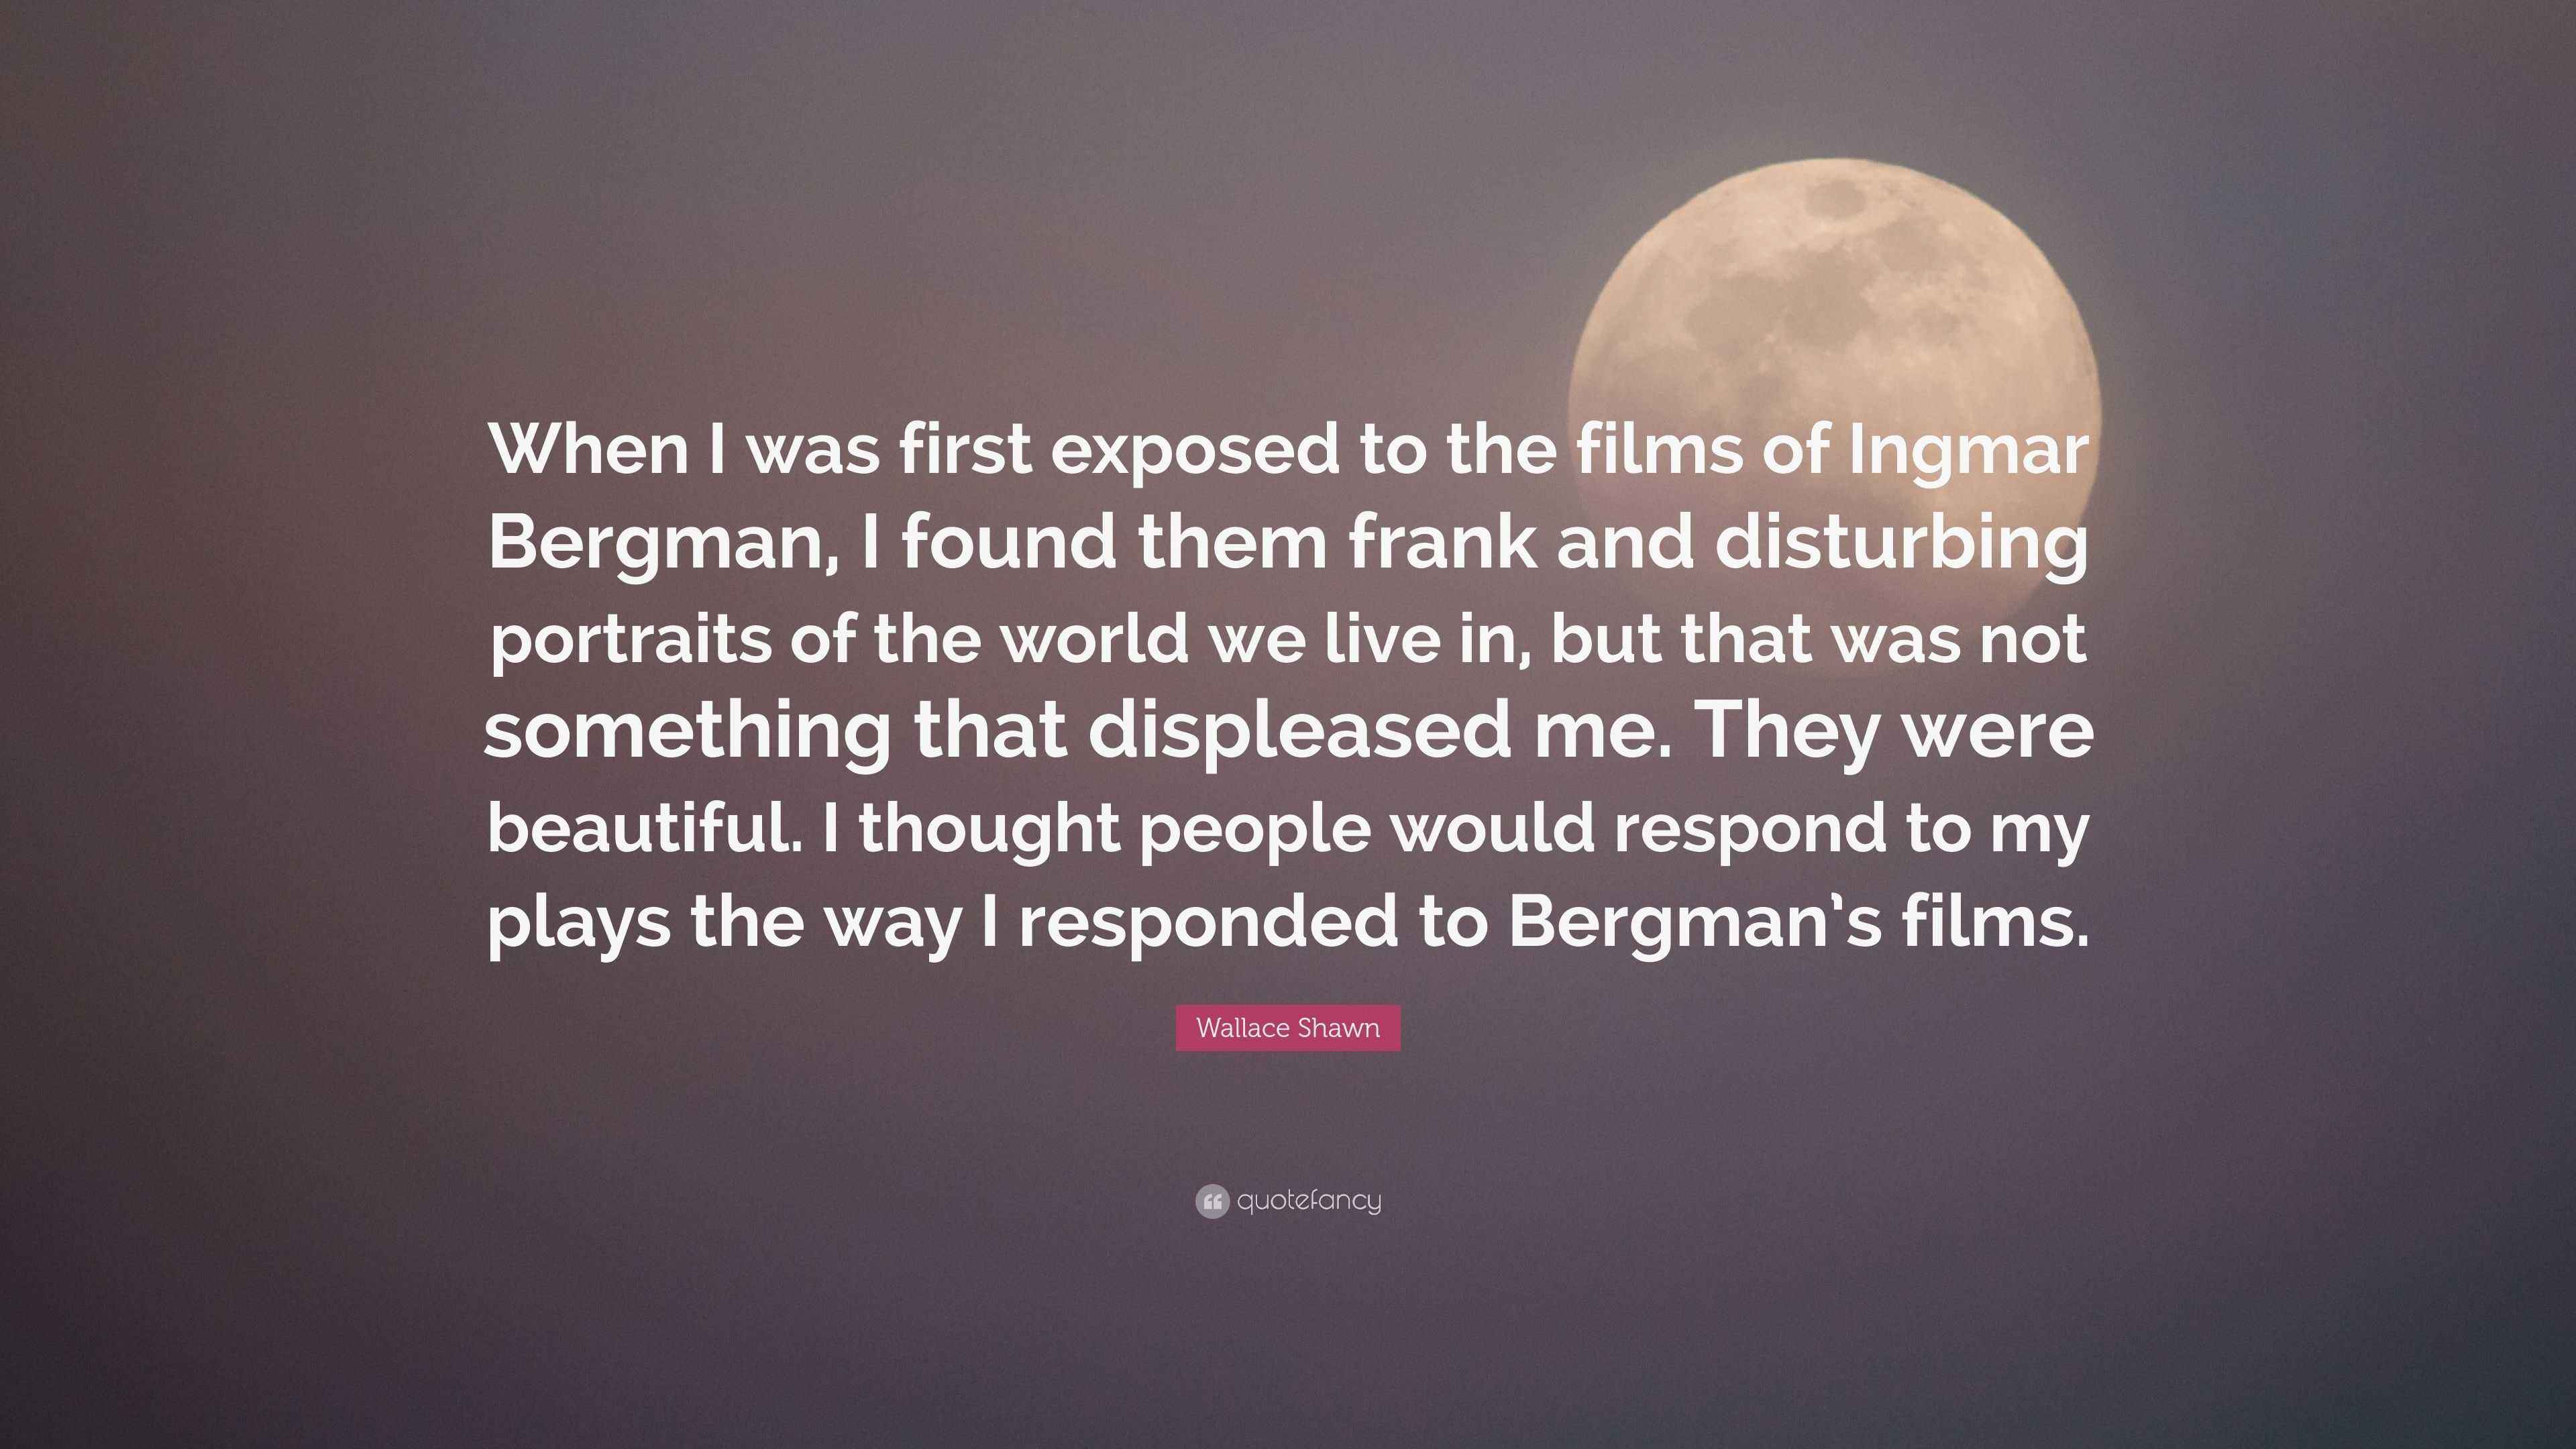 When I was first exposed to the films of Ingmar
Bergman, I found them frank and disturbing
portraits of the world we live in, but that was not
something that displeased me. They were
beautiful. I thought people would respond to my
plays the way I responded to Bergman’s films.
Wallace Shawn
quotefancy